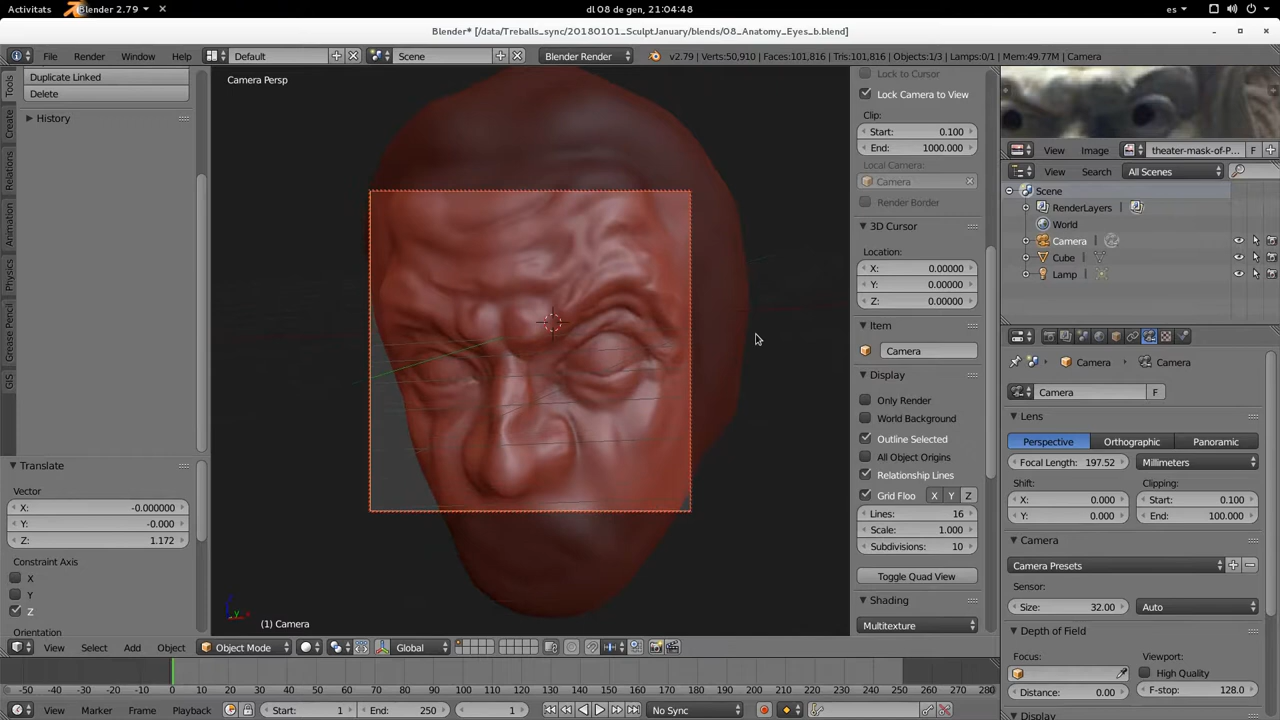 Activitats Blender 2.79 dl 08 de gen, 21:04:48 es
Blender* [/data/Treballs_sync/20180101_SculptJanuary/blends/08_Anatomy_Eyes_b.blend]
File Render Window Help Default Scene Blender Render v2.79 | Verts:50,910 | Faces:101,816 | Tris:101,816 | Objects:1/3 | Lamps:0/1 | Mem:49.77M | Camera
Tools
Create
Relations
Animation
Physics
Grease Pencil
GIS
Duplicate Linked
Delete
History
Translate
Vector
X: -0.000000
Y: -0.000
Z: 1.172
Constraint Axis
X
Y
Z
Orientation
Camera Persp
(1) Camera
Lock to Cursor
Lock Camera to View
Clip:
Start: 0.100
End: 1000.000
Local Camera:
Camera
Render Border
3D Cursor
Location:
X: 0.00000
Y: 0.00000
Z: 0.00000
Item
Camera
Display
Only Render
World Background
Outline Selected
All Object Origins
Relationship Lines
Grid Floo X Y Z
Lines: 16
Scale: 1.000
Subdivisions: 10
Toggle Quad View
Shading
Multitexture
View Image theater-mask-of-P... F
View Search All Scenes
Scene
RenderLayers
World
Camera
Cube
Lamp
Camera Camera
Camera F
Lens
Perspective Orthographic Panoramic
Focal Length: 197.52 Millimeters
Shift: Clipping:
X: 0.000 Start: 0.100
Y: 0.000 End: 100.000
Camera
Camera Presets
Sensor:
Size: 32.00 Auto
Depth of Field
Focus: Viewport:
High Quality
Distance: 0.00 F-stop: 128.0
Display
View Select Add Object Object Mode Global
-50 -40 -30 -20 -10 0 10 20 30 40 50 60 70 80 90 100 110 120 130 140 150 160 170 180 190 200 210 220 230 240 250 260 270 280
View Marker Frame Playback Start: 1 End: 250 1 No Sync